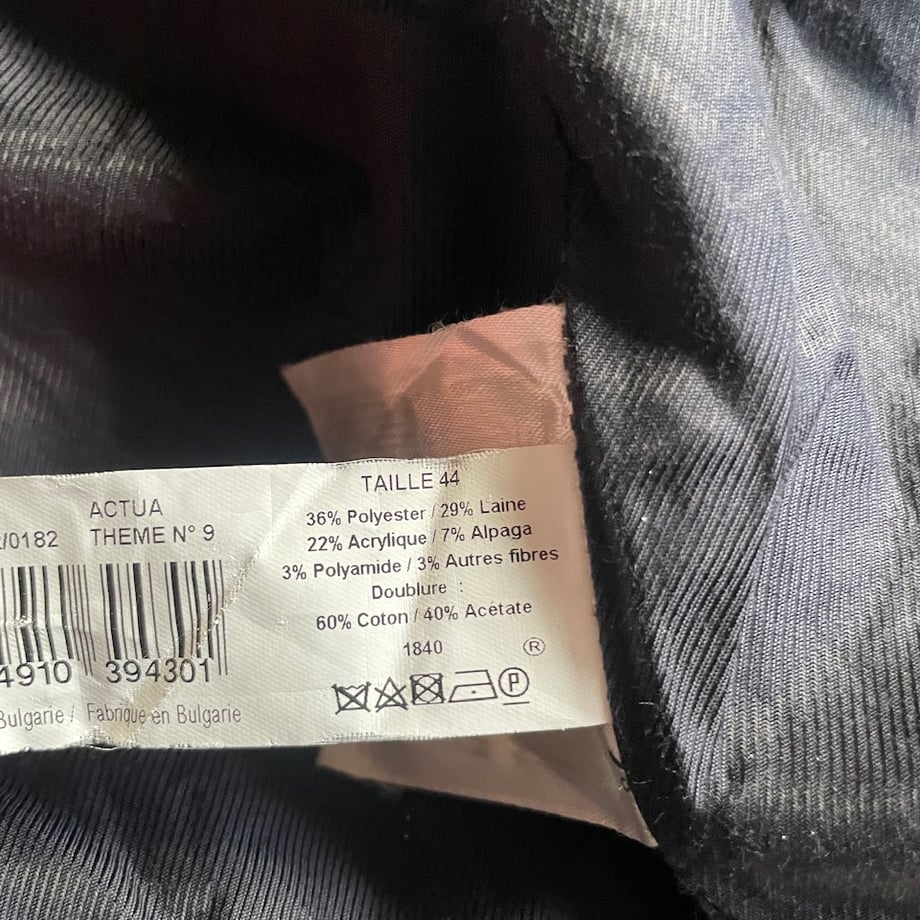 ACTUA
/0182 THEME N° 9
4910 394301
Bulgarie / Fabriqué en Bulgarie
TAILLE 44
36% Polyester / 29% Laine
22% Acrylique / 7% Alpaga
3% Polyamide / 3% Autres fibres
Doublure :
60% Coton / 40% Acétate
1840 ®
P